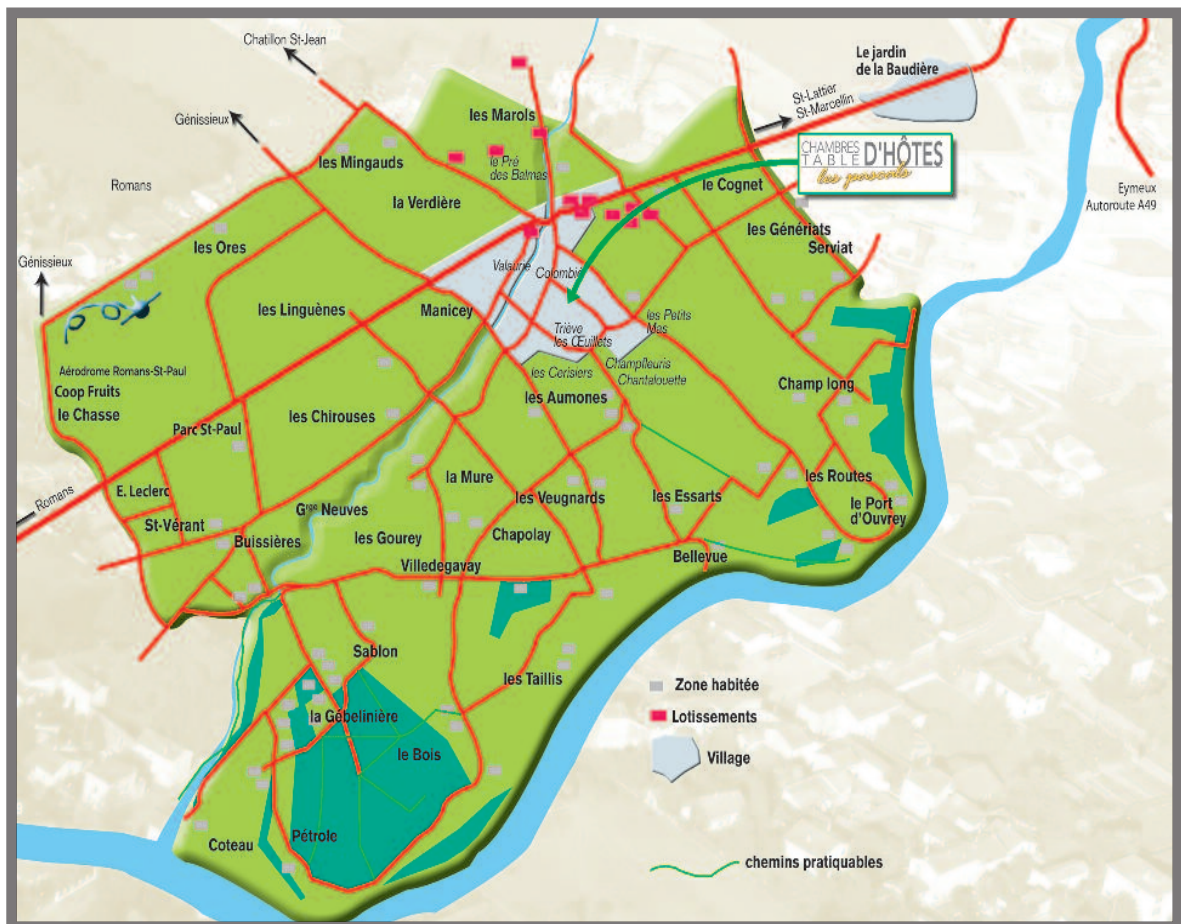 Chatillon St-Jean
Le jardin
de la Baudière
St-Lattier
St-Marcellin
Génissieux
les Marols
CHAMBRES
TABLE D'HÔTES
les Mingauds
le Pré
des Balmas
Romans
le Cognet
Eymeux
Autoroute A49
la Verdière
les Génériats
Serviat
les Ores
Génissieux
Valaurie
Colombié
les Linguènes
Manicey
les Petits
Mas
Triève
les Œuillets
Champfleuris
Chantalouette
les Cerisiers
Aérodrome Romans-St-Paul
Coop Fruits
le Chasse
Champ long
les Aumones
les Chirouses
Parc St-Paul
la Mure
les Routes
E. Leclerc
Romans
les Veugnards
les Essarts
le Port
d'Ouvrey
St-Vérant
Gnge Neuves
Buissières
les Gourey
Chapolay
Villedegavay
Bellevue
Sablon
les Taillis
Zone habitée
la Gébelinière
Lotissements
le Bois
Village
Pétrole
Coteau
chemins pratiquables